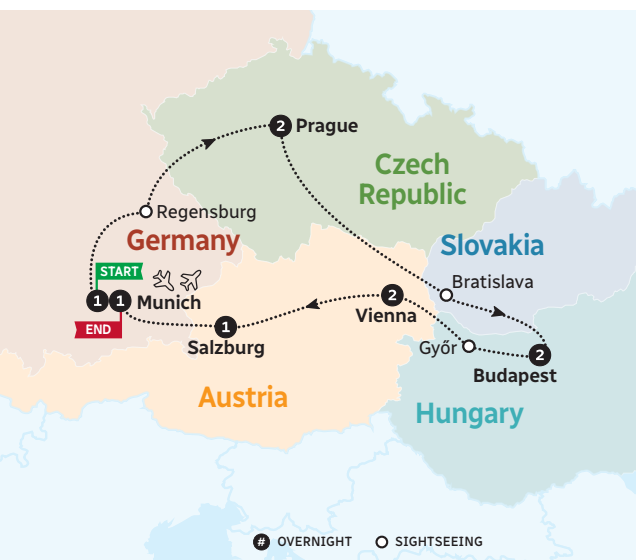 2 Prague
Czech
Republic
Regensburg
Germany
Slovakia
START
Bratislava
1 1 Munich
2
Vienna
END
1
Salzburg
Győr
2
Budapest
Austria
Hungary
# OVERNIGHT SIGHTSEEING